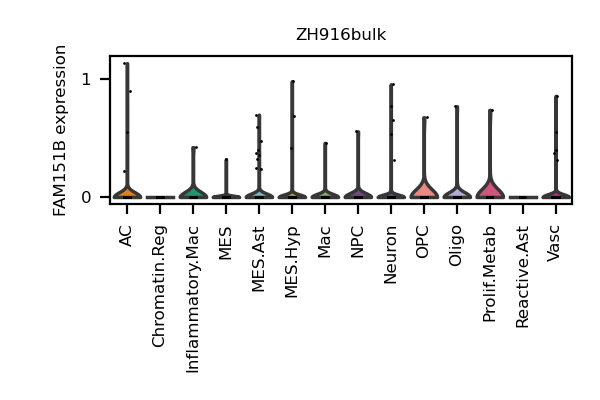 ZH916bulk
FAM151B expression
1
0
AC
Chromatin.Reg
Inflammatory.Mac
MES
MES.Ast
MES.Hyp
Mac
NPC
Neuron
OPC
Oligo
Prolif.Metab
Reactive.Ast
Vasc